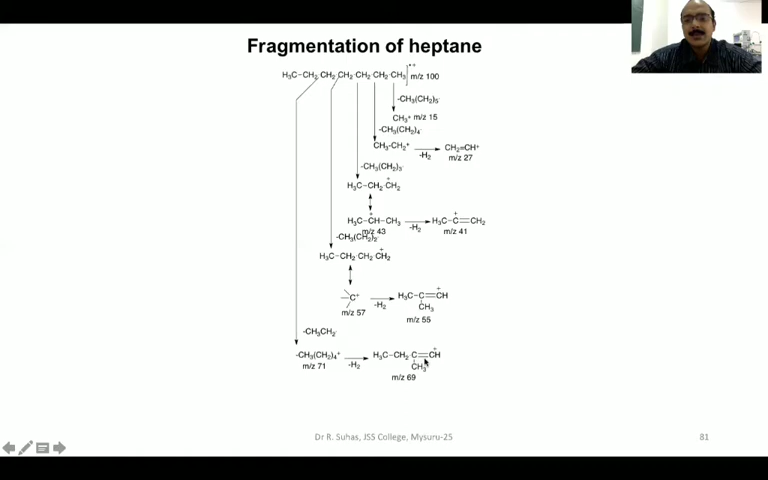 Fragmentation of heptane
H₃C-CH₂ CH₂ CH₂ CH₂ CH₂ CH₃ ]•+ m/z 100
-CH₃(CH₂)₅·
CH₃⁺ m/z 15
-CH₃(CH₂)₄·
CH₃-CH₂⁺ -H₂ CH₂=CH⁺
m/z 27
-CH₃(CH₂)₃·
H₃C-CH₂ CH₂ +
H₃C-CH-CH₃ + -H₂ H₃C-C=CH₂ +
m/z 43 m/z 41
-CH₃(CH₂)₂·
H₃C-CH₂ CH₂ CH₂ +
C⁺ -H₂ H₃C-C=CH +
CH₃
m/z 57
m/z 55
-CH₃CH₂·
-CH₃(CH₂)₄⁺ -H₂ H₃C-CH₂ C=CH +
m/z 71 CH₃
m/z 69
Dr R. Suhas, JSS College, Mysuru-25 81